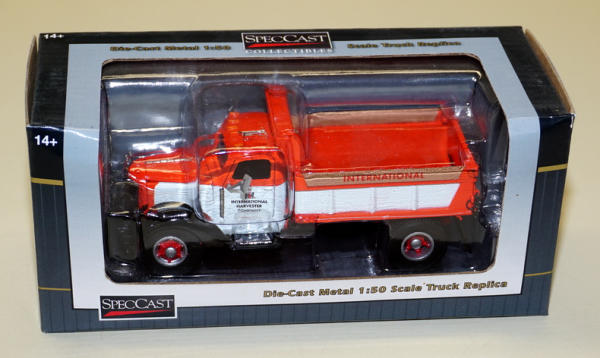 14+
SPECCAST
COLLECTIBLES
Die-Cast Metal 1:50
Scale Truck Replica
14+
INTERNATIONAL
INTERNATIONAL
HARVESTER
Die-Cast Metal 1:50 Scale Truck Replica
SPECCAST